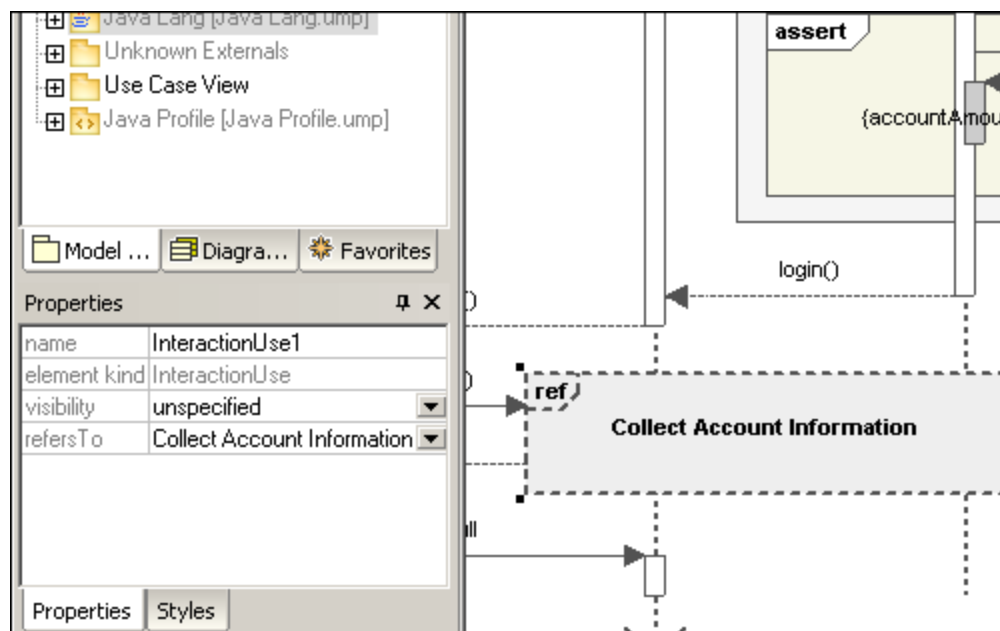 Java Lang [Java Lang.ump]
Unknown Externals
Use Case View
Java Profile [Java Profile.ump]
Model ... Diagra... Favorites
Properties
name InteractionUse1
element kind InteractionUse
visibility unspecified
refersTo Collect Account Information
Properties Styles
assert
{accountAmou
login()
()
()
ref
Collect Account Information
ull